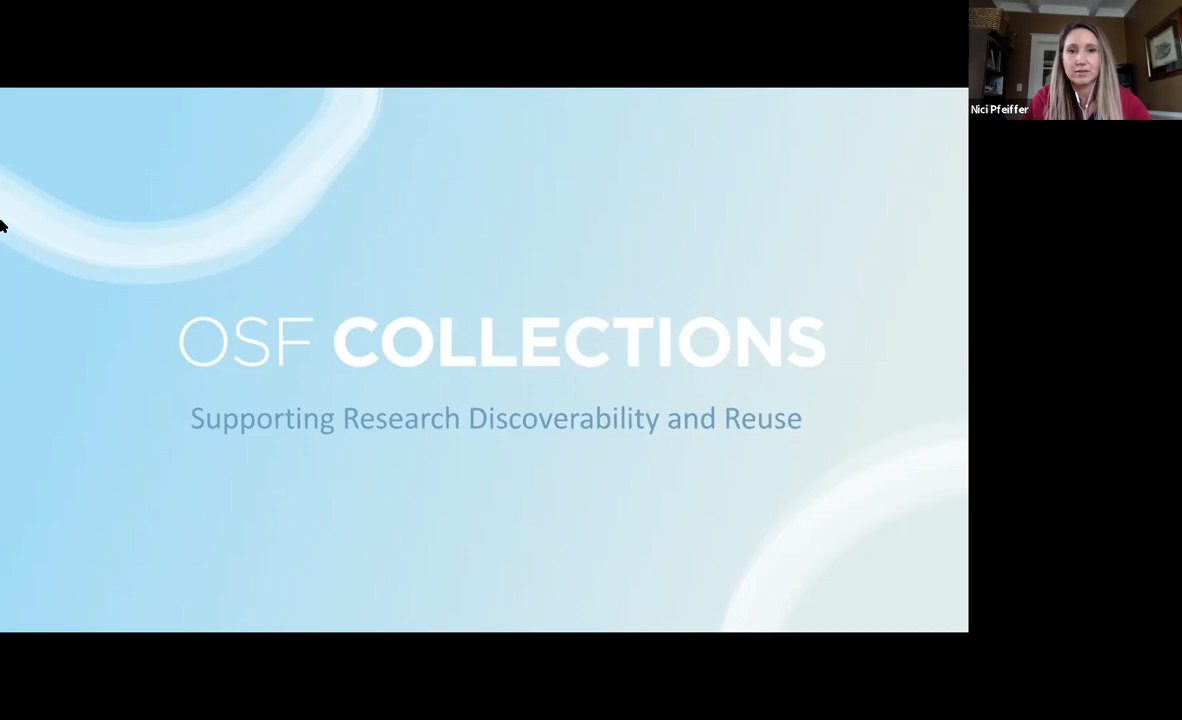 Nici Pfeiffer
OSF COLLECTIONS
Supporting Research Discoverability and Reuse